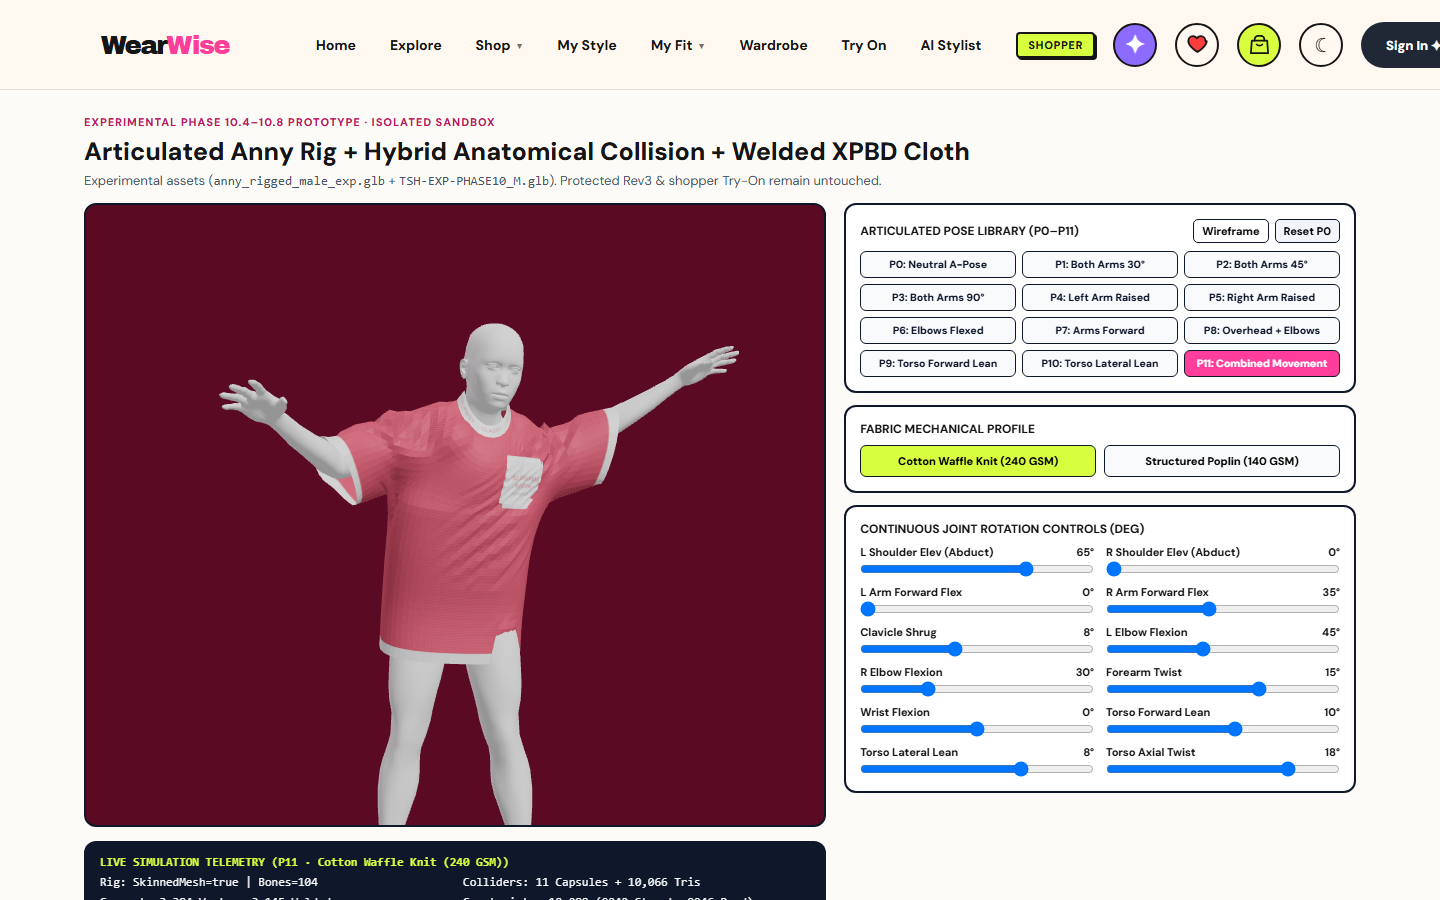 WearWise
Home Explore Shop ▼ My Style My Fit ▼ Wardrobe Try On AI Stylist SHOPPER Sign In
EXPERIMENTAL PHASE 10.4–10.8 PROTOTYPE · ISOLATED SANDBOX
Articulated Anny Rig + Hybrid Anatomical Collision + Welded XPBD Cloth
Experimental assets (anny_rigged_male_exp.glb + TSH-EXP-PHASE10_M.glb). Protected Rev3 & shopper Try-On remain untouched.
ARTICULATED POSE LIBRARY (P0–P11) Wireframe Reset P0
P0: Neutral A-Pose P1: Both Arms 30° P2: Both Arms 45°
P3: Both Arms 90° P4: Left Arm Raised P5: Right Arm Raised
P6: Elbows Flexed P7: Arms Forward P8: Overhead + Elbows
P9: Torso Forward Lean P10: Torso Lateral Lean P11: Combined Movement
FABRIC MECHANICAL PROFILE
Cotton Waffle Knit (240 GSM) Structured Poplin (140 GSM)
CONTINUOUS JOINT ROTATION CONTROLS (DEG)
L Shoulder Elev (Abduct) 65° R Shoulder Elev (Abduct) 0°
L Arm Forward Flex 0° R Arm Forward Flex 35°
Clavicle Shrug 8° L Elbow Flexion 45°
R Elbow Flexion 30° Forearm Twist 15°
Wrist Flexion 0° Torso Forward Lean 10°
Torso Lateral Lean 8° Torso Axial Twist 18°
LIVE SIMULATION TELEMETRY (P11 · Cotton Waffle Knit (240 GSM))
Rig: SkinnedMesh=true | Bones=104 Colliders: 11 Capsules + 10,066 Tris